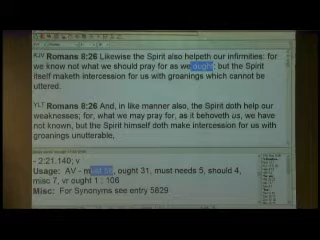 KJV Romans 8:26 Likewise the Spirit also helpeth our infirmities: for
we know not what we should pray for as we ought: but the Spirit
itself maketh intercession for us with groanings which cannot be
uttered.
YLT Romans 8:26 And, in like manner also, the Spirit doth help our
weaknesses; for, what we may pray for, as it behoveth us, we have
not known, but the Spirit himself doth make intercession for us with
groanings unutterable,
- 2:21,140; v
Usage: AV - must 58, ought 31, must needs 5, should 4,
misc 7, vr ought 1 ; 106
Misc: For Synonyms see entry 5829